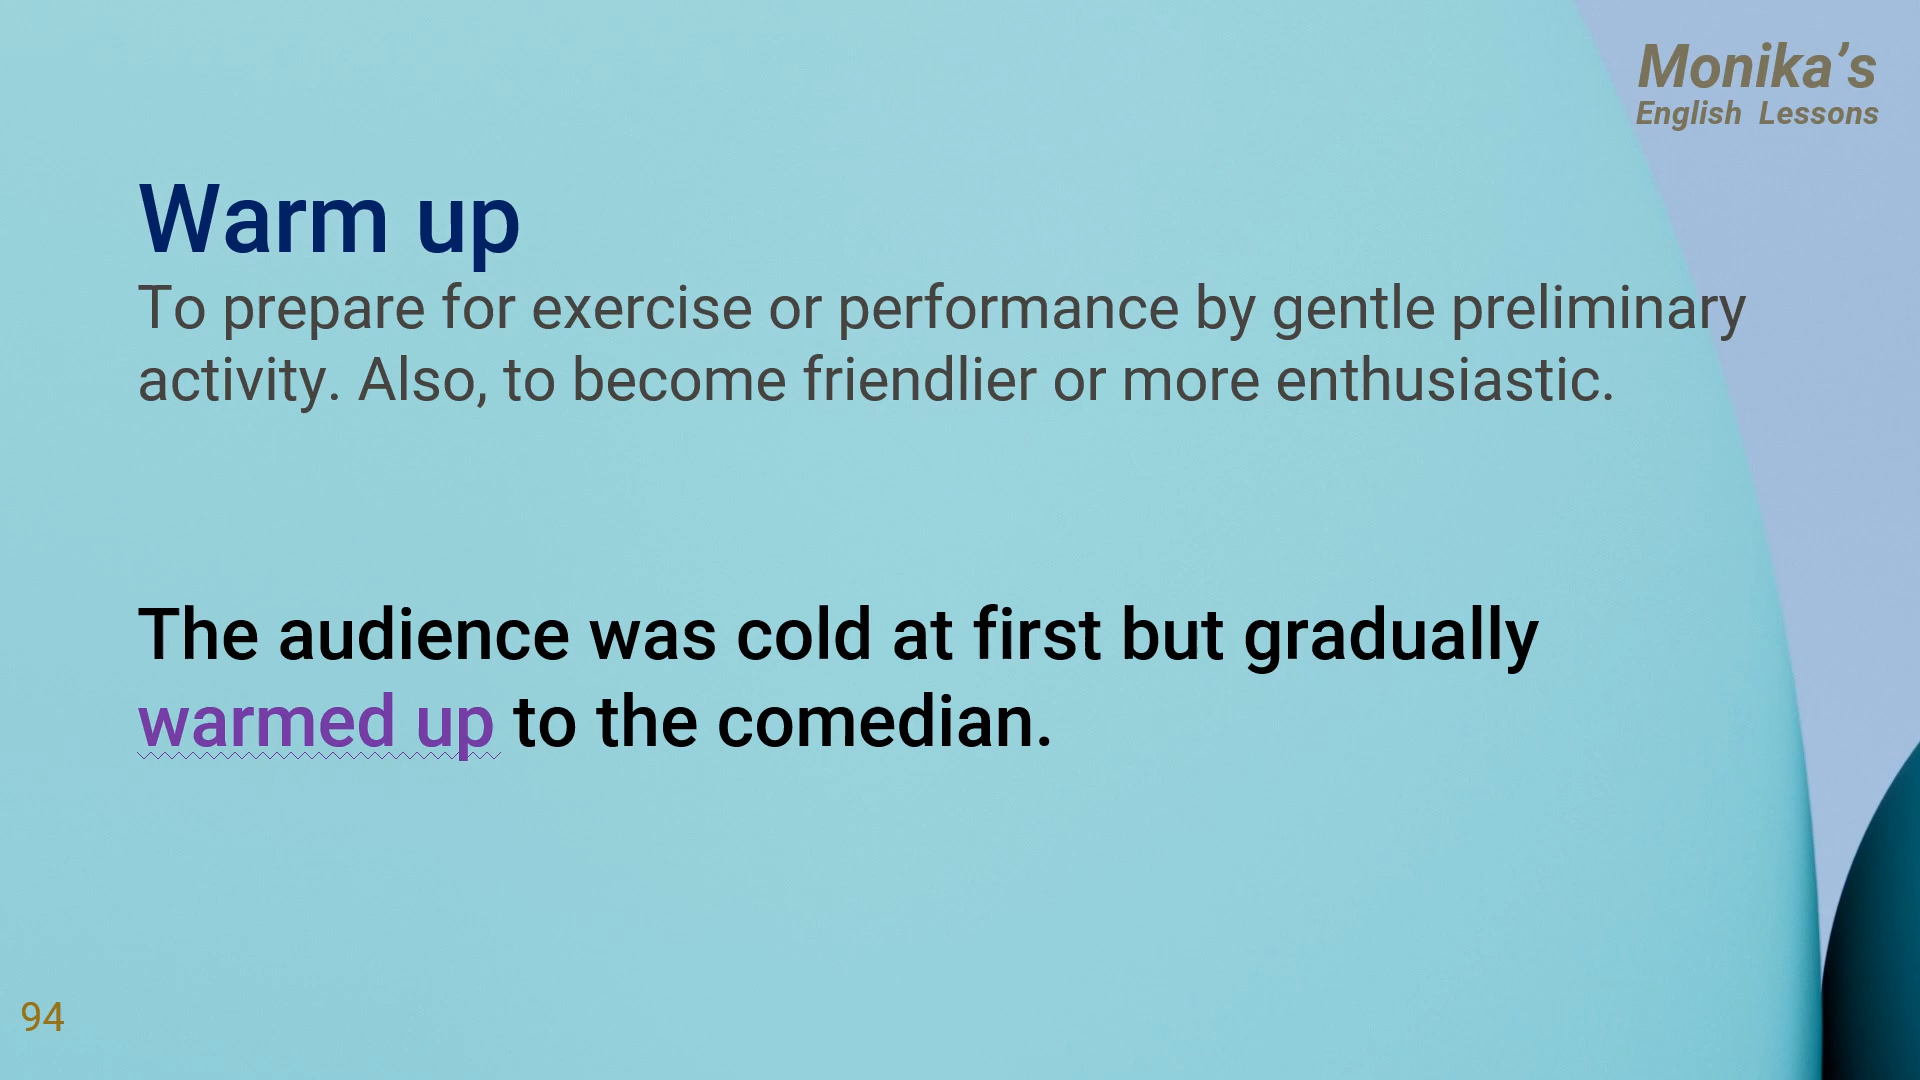 Monika’s
English Lessons
Warm up
To prepare for exercise or performance by gentle preliminary
activity. Also, to become friendlier or more enthusiastic.
The audience was cold at first but gradually
warmed up to the comedian.
94